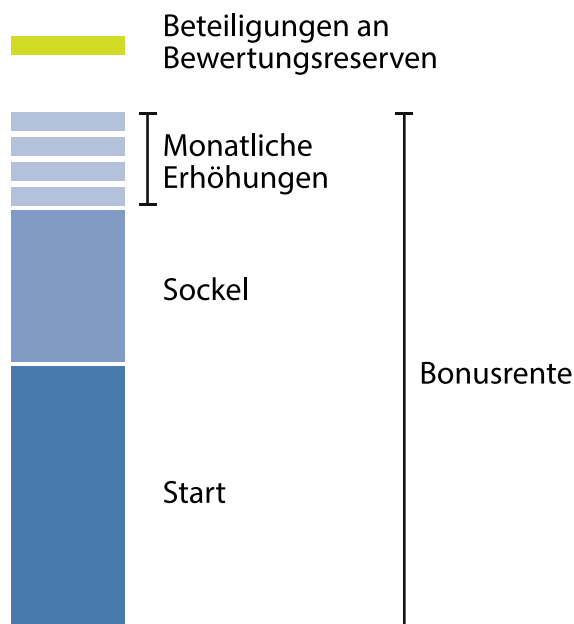 Beteiligungen an
Bewertungsreserven
Monatliche
Erhöhungen
Sockel
Bonusrente
Start